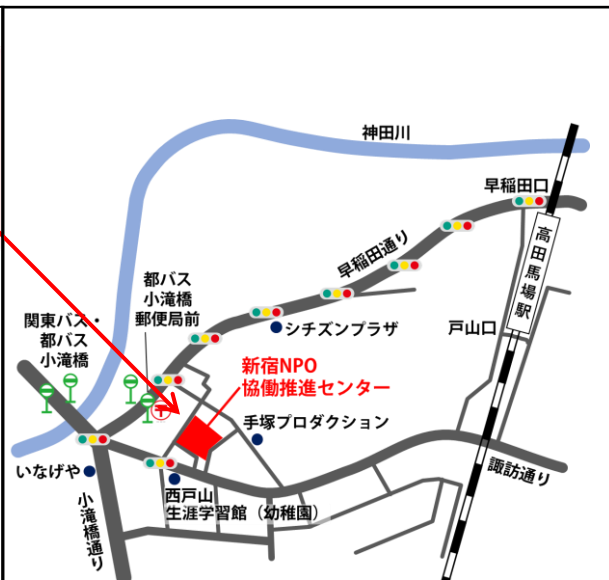 神田川
早稲田口
早稲田通り
高田馬場駅
都バス
小滝橋
郵便局前
関東バス・
都バス
小滝橋
シチズンプラザ
戸山口
新宿NPO
協働推進センター
〒
手塚プロダクション
いなげや
諏訪通り
西戸山
生涯学習館（幼稚園）
小滝橋通り